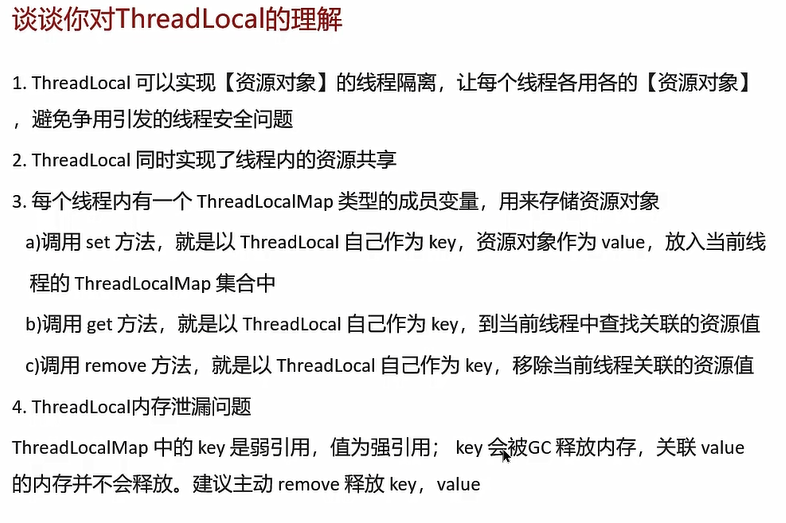 谈谈你对ThreadLocal的理解
1. ThreadLocal 可以实现【资源对象】的线程隔离，让每个线程各用各的【资源对象】
，避免争用引发的线程安全问题
2. ThreadLocal 同时实现了线程内的资源共享
3. 每个线程内有一个 ThreadLocalMap 类型的成员变量，用来存储资源对象
a)调用 set 方法，就是以 ThreadLocal 自己作为 key，资源对象作为 value，放入当前线
程的 ThreadLocalMap 集合中
b)调用 get 方法，就是以 ThreadLocal 自己作为 key，到当前线程中查找关联的资源值
c)调用 remove 方法，就是以 ThreadLocal 自己作为 key，移除当前线程关联的资源值
4. ThreadLocal内存泄漏问题
ThreadLocalMap 中的 key 是弱引用，值为强引用； key 会被GC 释放内存，关联 value
的内存并不会释放。建议主动 remove 释放 key，value